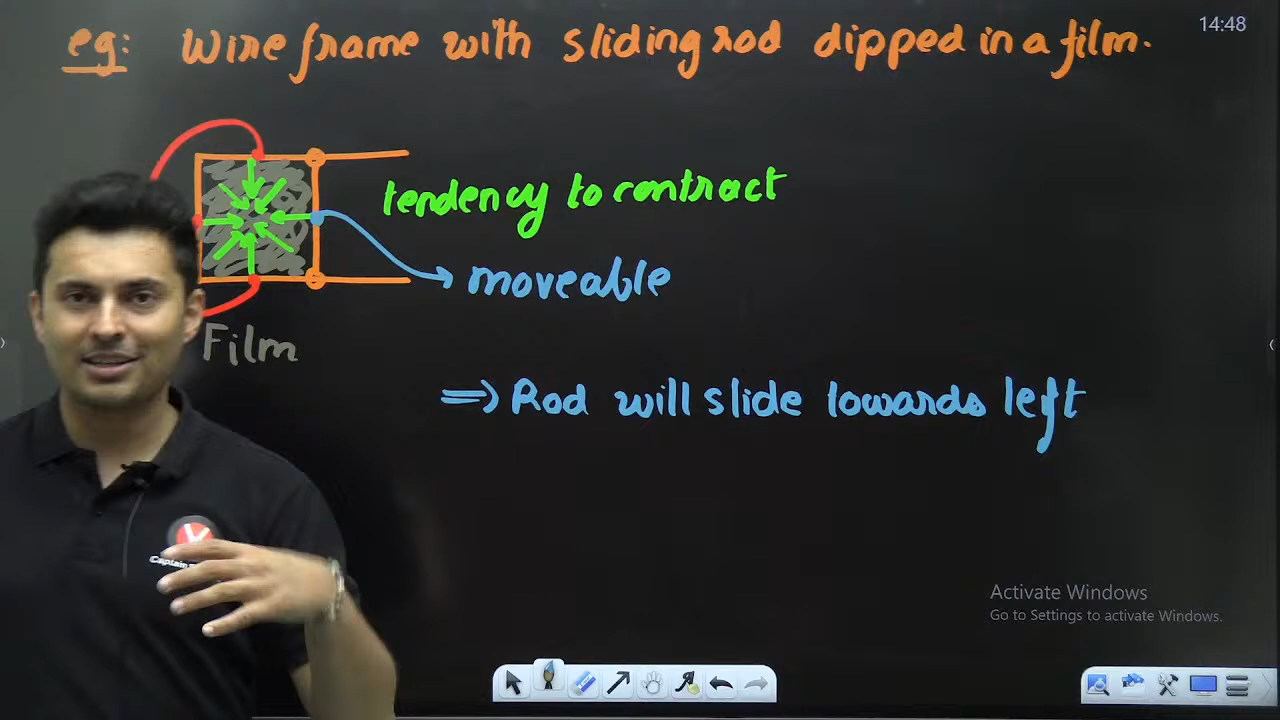 14:48
eg: Wire frame with sliding rod dipped in a film.
tendency to contract
moveable
Film
⇒ Rod will slide towards left
Captain
Activate Windows
Go to Settings to activate Windows.